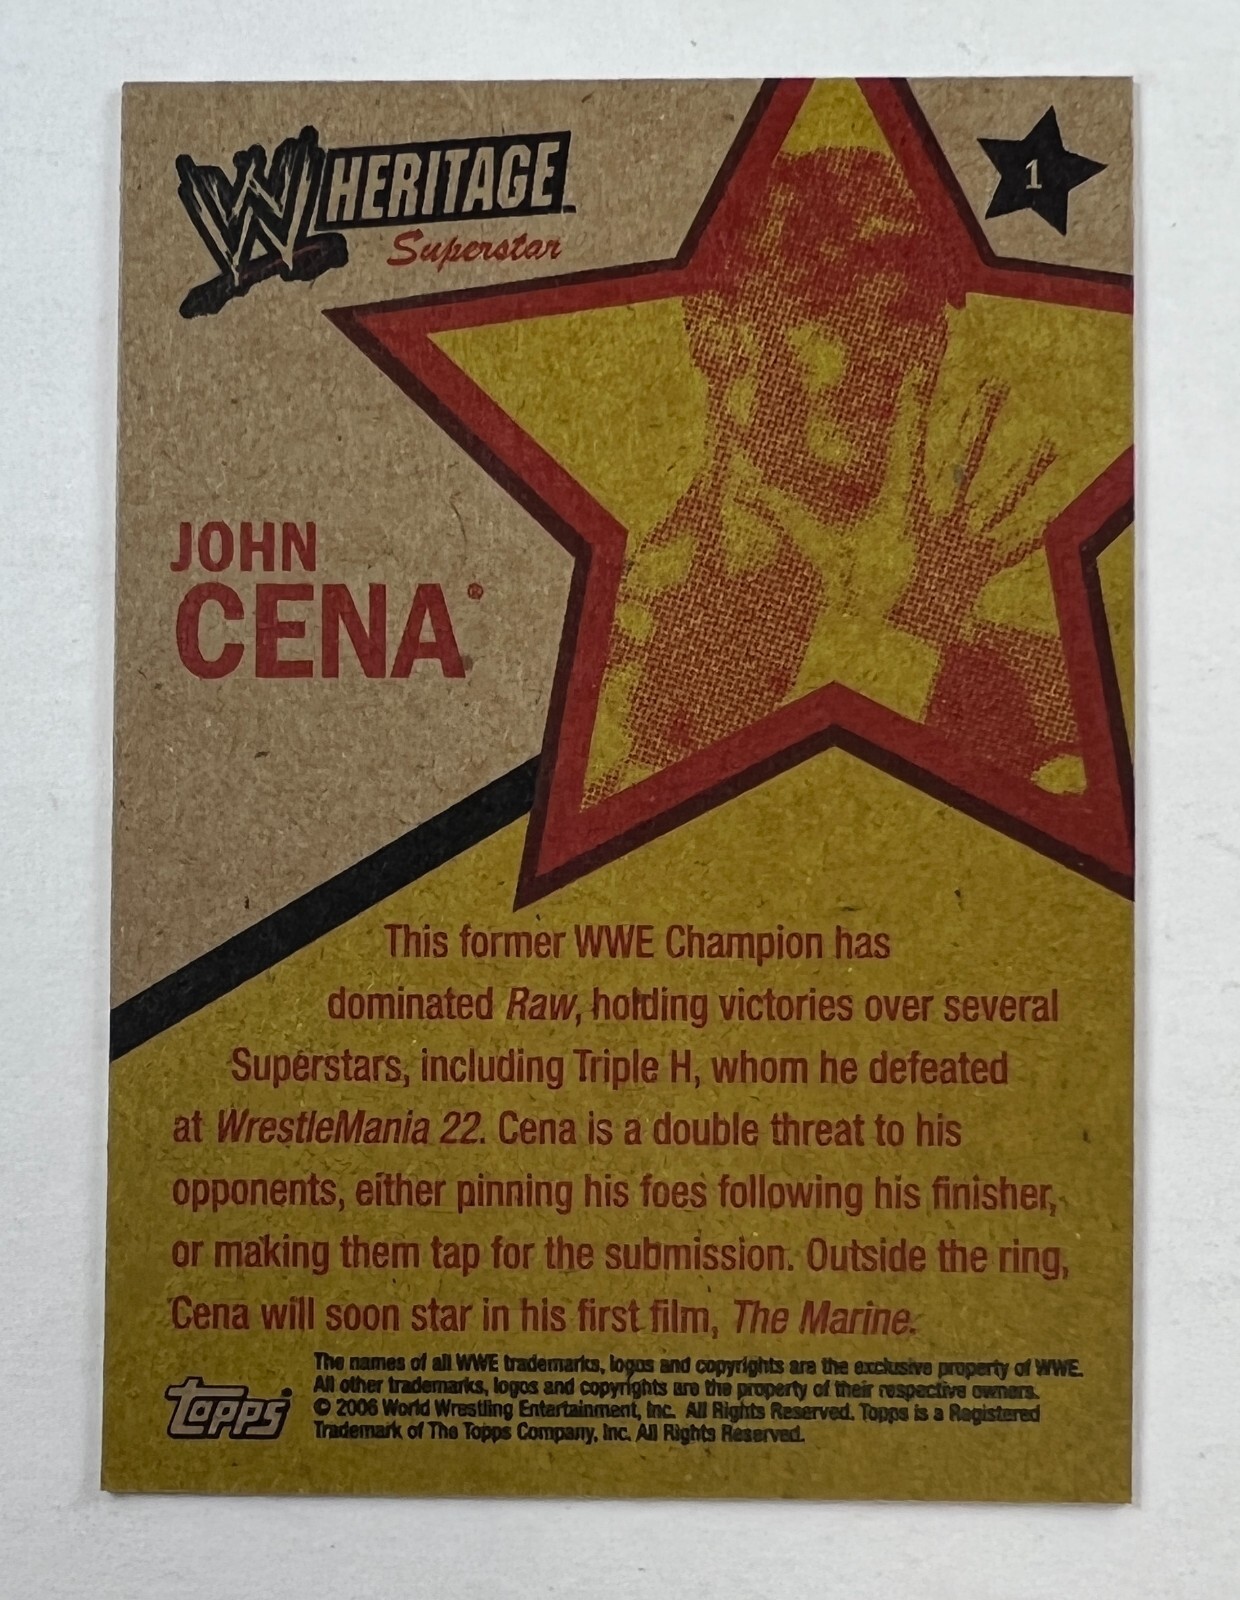 W HERITAGE
Superstar
1
JOHN
CENA®
This former WWE Champion has
dominated Raw, holding victories over several
Superstars, including Triple H, whom he defeated
at WrestleMania 22. Cena is a double threat to his
opponents, either pinning his foes following his finisher,
or making them tap for the submission. Outside the ring,
Cena will soon star in his first film, The Marine.
The names of all WWE trademarks, logos and copyrights are the exclusive property of WWE.
All other trademarks, logos and copyrights are the property of their respective owners.
© 2006 World Wrestling Entertainment, Inc. All Rights Reserved. Topps is a Registered
Trademark of The Topps Company, Inc. All Rights Reserved.
Topps